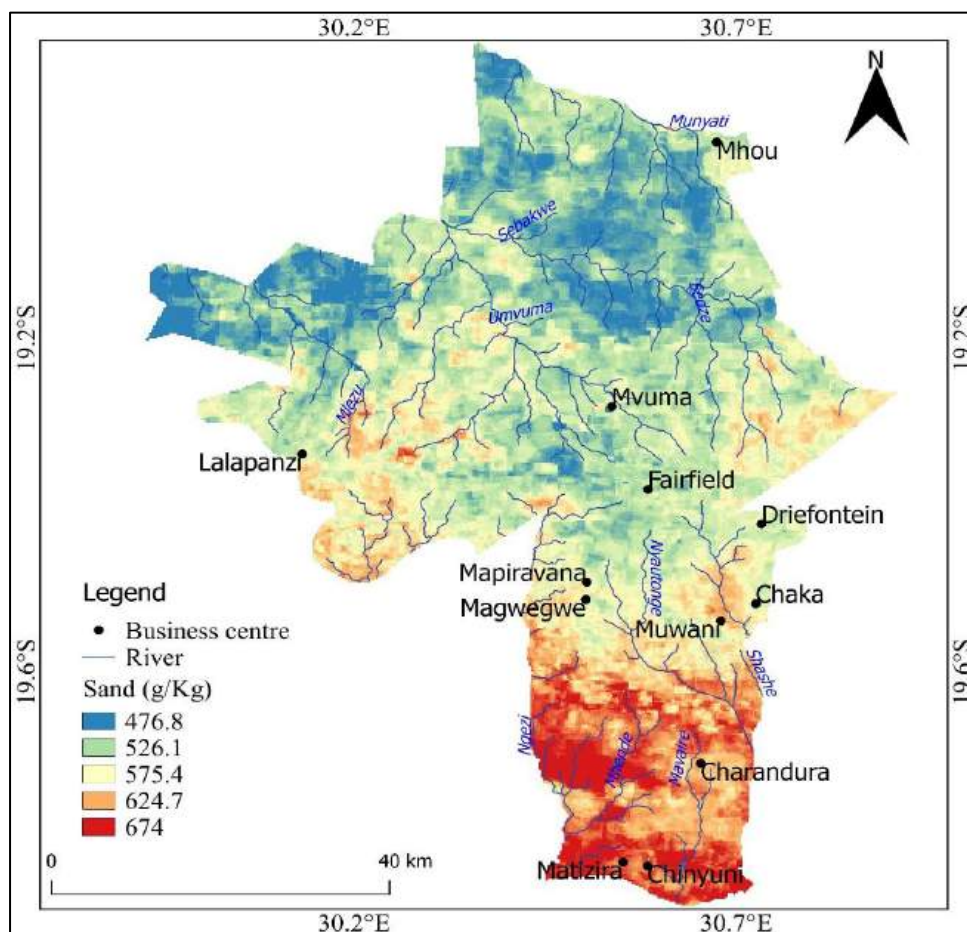 30.2°E 30.7°E
N
Munyati
Mhou
Sebakwe
19.2°S
Umvuma
19.2°S
Mvuma
Lalapanzi
Fairfield
Driefontein
Nyautonge
Mapiravana
Chaka
Magwegwe
Muwani
Legend
Business centre
River
Sand (g/Kg)
476.8
526.1
575.4
624.7
674
19.6°S
Shashe
19.6°S
Ngezi
Mavaire
Charandura
0 40 km
Matizira
Chinyuni
30.2°E 30.7°E